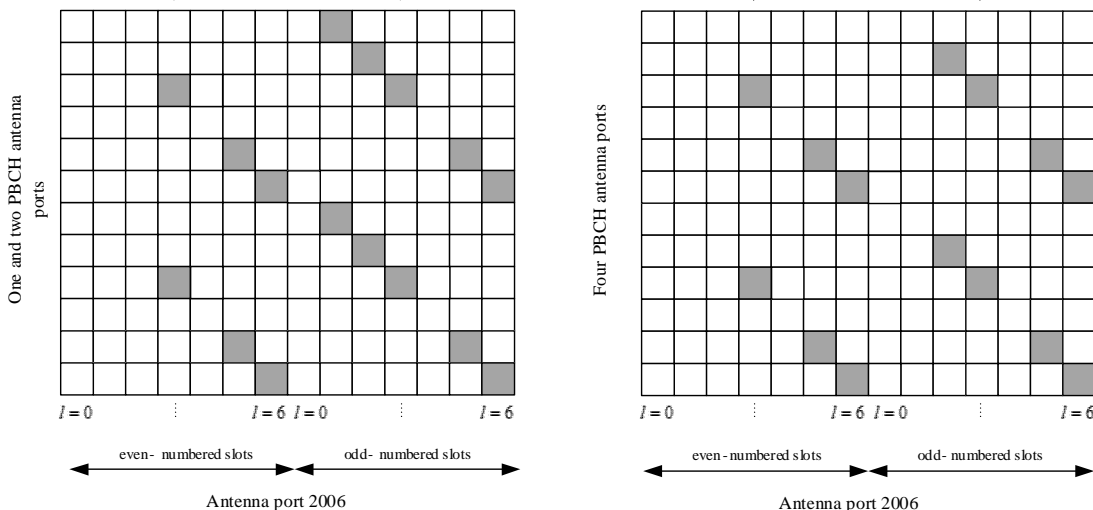 One and two PBCH antenna
ports
l = 0
⋮
l = 6
l = 0
⋮
l = 6
even- numbered slots
odd- numbered slots
Antenna port 2006
Four PBCH antenna ports
l = 0
⋮
l = 6
l = 0
⋮
l = 6
even- numbered slots
odd- numbered slots
Antenna port 2006